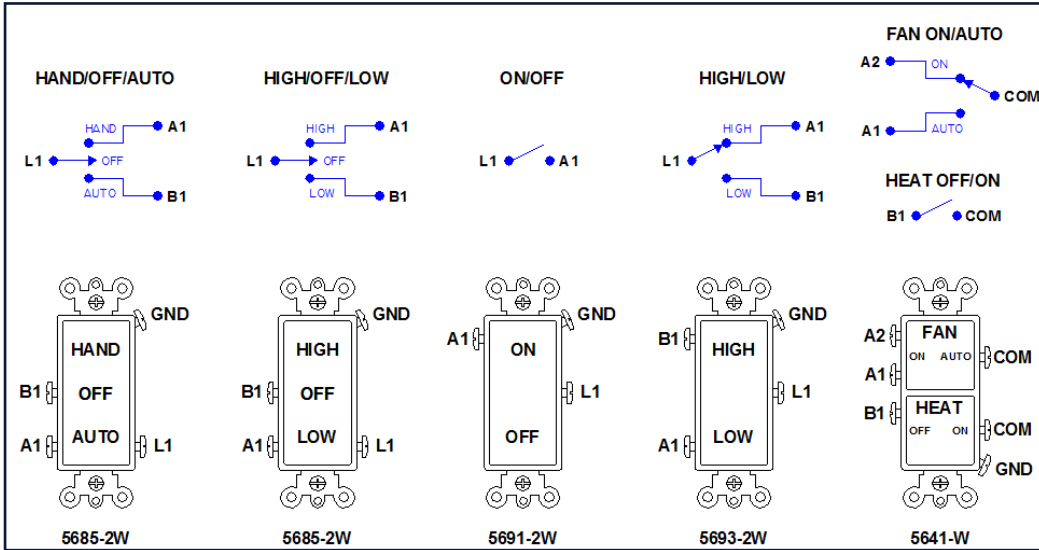 HAND/OFF/AUTO
HAND
A1
L1
OFF
AUTO
B1
HIGH/OFF/LOW
HIGH
A1
L1
OFF
LOW
B1
ON/OFF
L1
A1
HIGH/LOW
HIGH
A1
L1
LOW
B1
FAN ON/AUTO
A2
ON
COM
A1
AUTO
HEAT OFF/ON
B1
COM
GND
HAND
B1
OFF
A1
AUTO
L1
5685-2W
GND
HIGH
B1
OFF
A1
LOW
L1
5685-2W
GND
A1
ON
L1
OFF
5691-2W
GND
B1
HIGH
L1
A1
LOW
5693-2W
A2
FAN
ON AUTO
COM
A1
B1
HEAT
OFF ON
COM
GND
5641-W